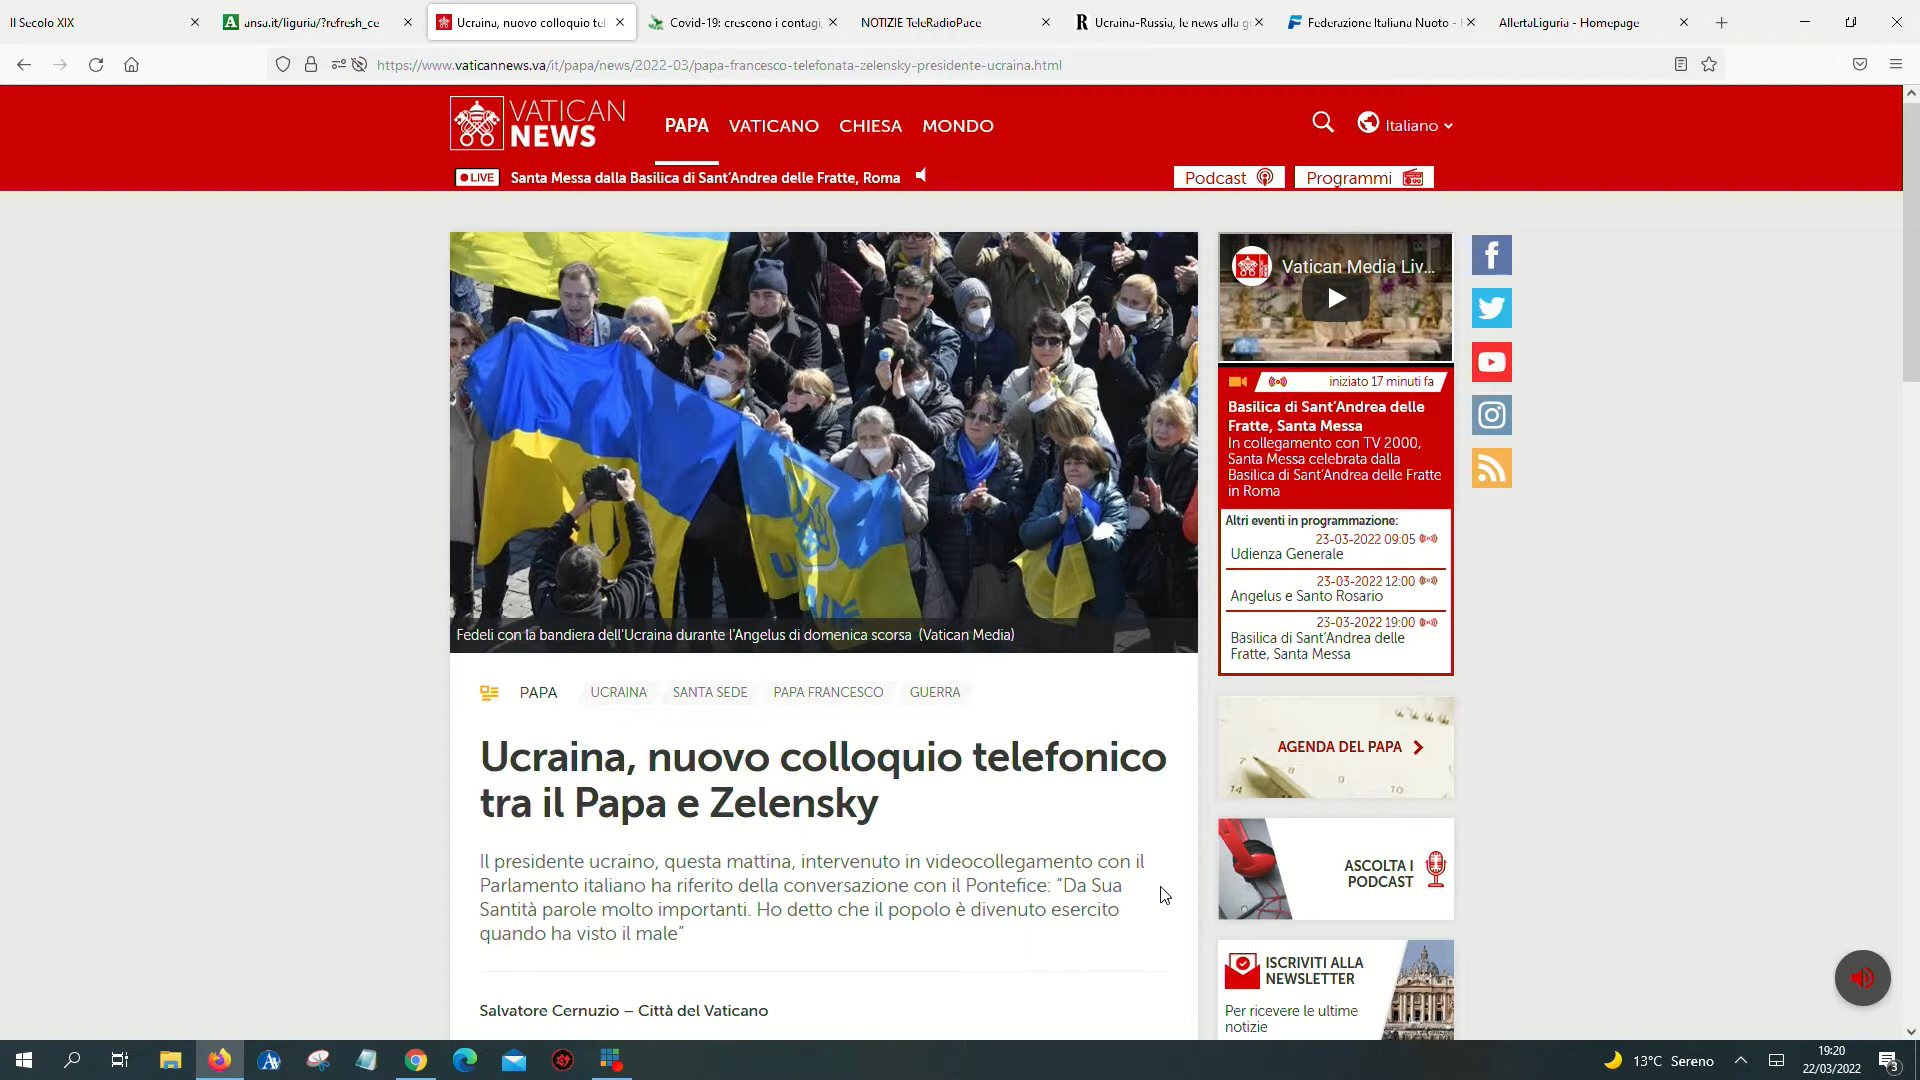 Il Secolo XIX
ansa.it/liguria/?refresh_ce
Ucraina, nuovo colloquio tel
Covid-19: crescono i contagi,
NOTIZIE TeleRadioPace
Ucraina-Russia, le news alla g
Federazione Italiana Nuoto -
AllertaLiguria - Homepage
https://www.vaticannews.va/it/papa/news/2022-03/papa-francesco-telefonata-zelensky-presidente-ucraina.html
VATICAN
NEWS
PAPA
VATICANO
CHIESA
MONDO
Italiano
LIVE
Santa Messa dalla Basilica di Sant'Andrea delle Fratte, Roma
Podcast
Programmi
Fedeli con la bandiera dell'Ucraina durante l'Angelus di domenica scorsa (Vatican Media)
PAPA
UCRAINA
SANTA SEDE
PAPA FRANCESCO
GUERRA
Ucraina, nuovo colloquio telefonico
tra il Papa e Zelensky
Il presidente ucraino, questa mattina, intervenuto in videocollegamento con il
Parlamento italiano ha riferito della conversazione con il Pontefice: “Da Sua
Santità parole molto importanti. Ho detto che il popolo è divenuto esercito
quando ha visto il male”
Salvatore Cernuzio – Città del Vaticano
Vatican Media Liv...
iniziato 17 minuti fa
Basilica di Sant'Andrea delle
Fratte, Santa Messa
In collegamento con TV 2000,
Santa Messa celebrata dalla
Basilica di Sant'Andrea delle Fratte
in Roma
Altri eventi in programmazione:
23-03-2022 09:05
Udienza Generale
23-03-2022 12:00
Angelus e Santo Rosario
23-03-2022 19:00
Basilica di Sant'Andrea delle
Fratte, Santa Messa
AGENDA DEL PAPA
7
8
9
14
10
ASCOLTA I
PODCAST
ISCRIVITI ALLA
NEWSLETTER
Per ricevere le ultime
notizie
13°C Sereno
19:20
22/03/2022
3